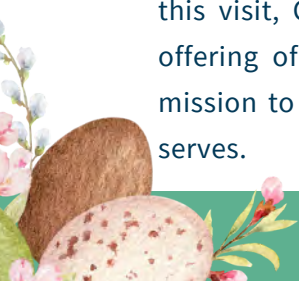 this visit,
offering of
mission to
serves.